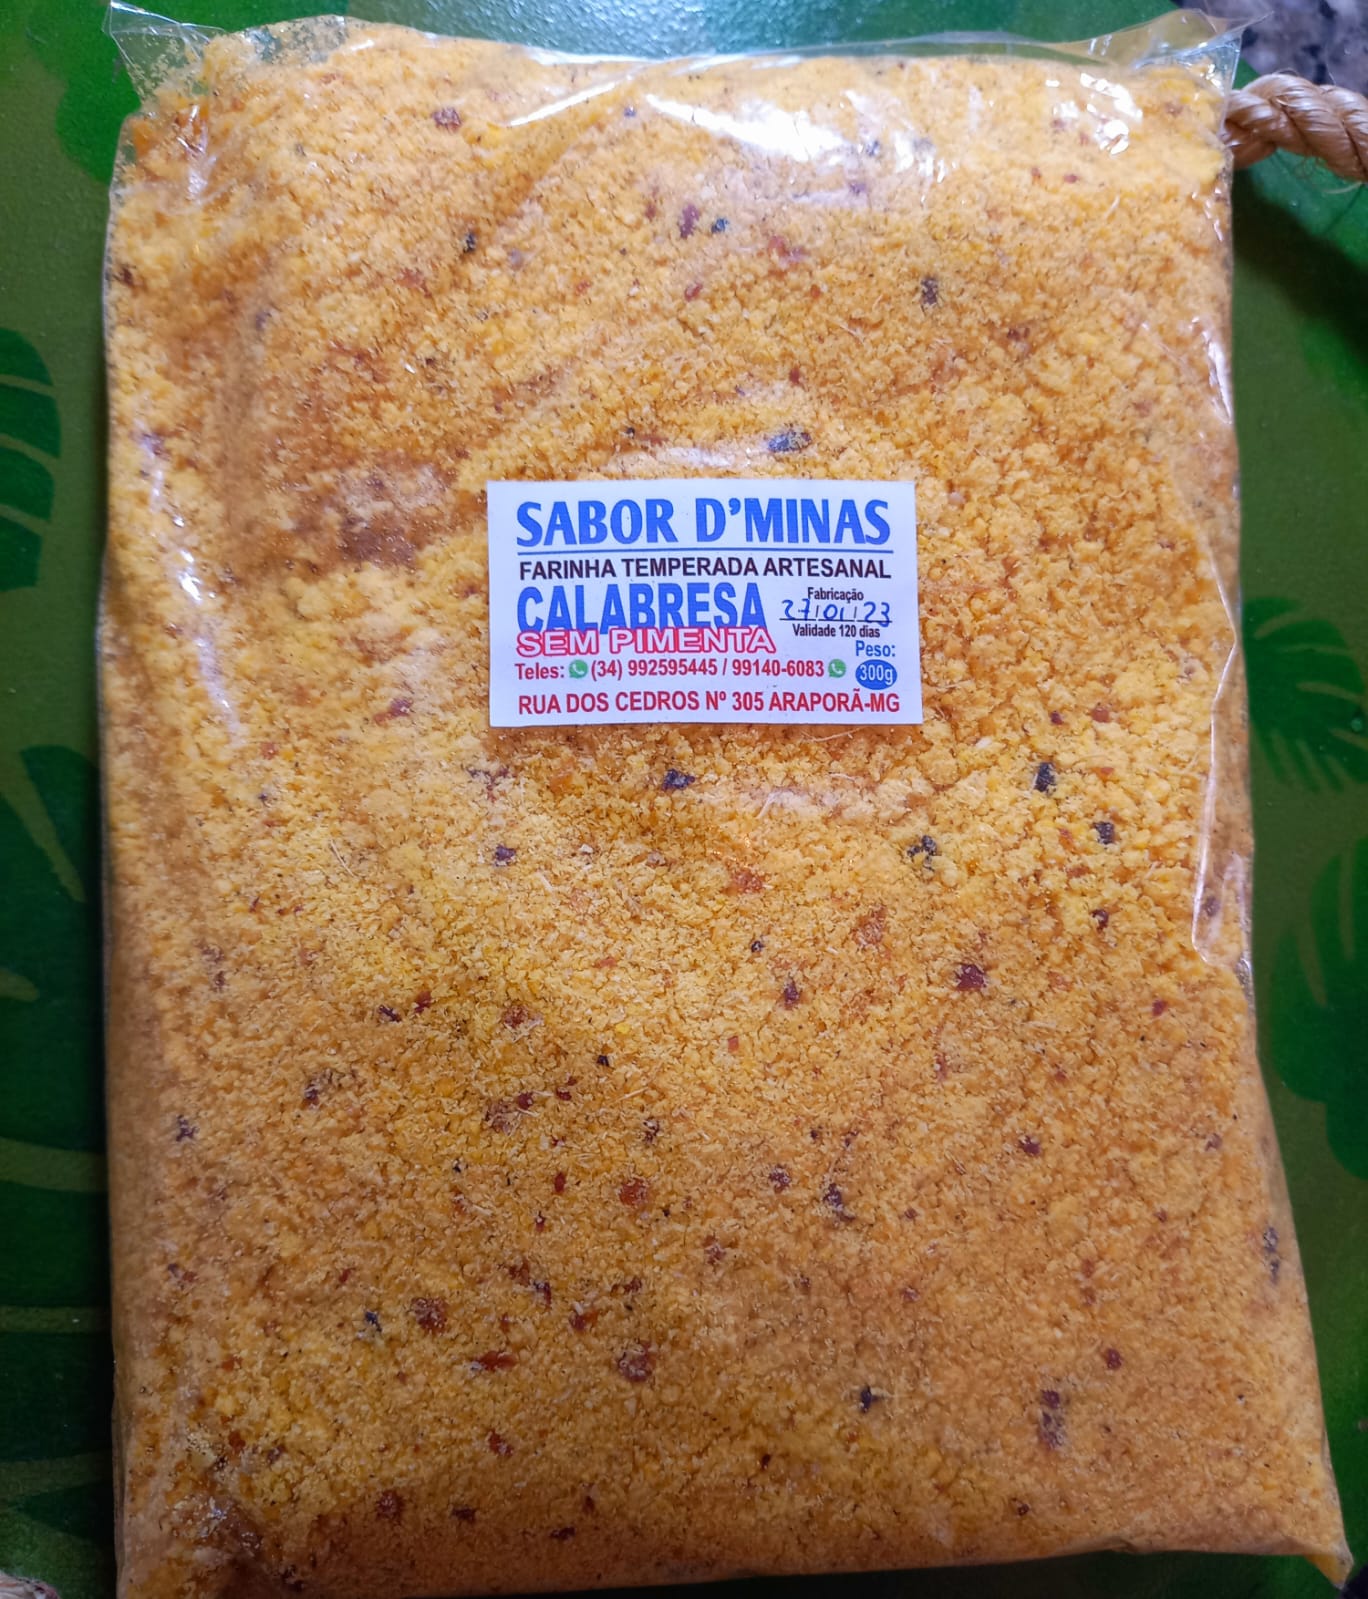 SABOR D'MINAS
FARINHA TEMPERADA ARTESANAL
CALABRESA
SEM PIMENTA
Fabricação
27/01/23
Validade 120 dias
Peso:
300g
Teles: (34) 992595445 / 99140-6083
RUA DOS CEDROS Nº 305 ARAPORÃ-MG